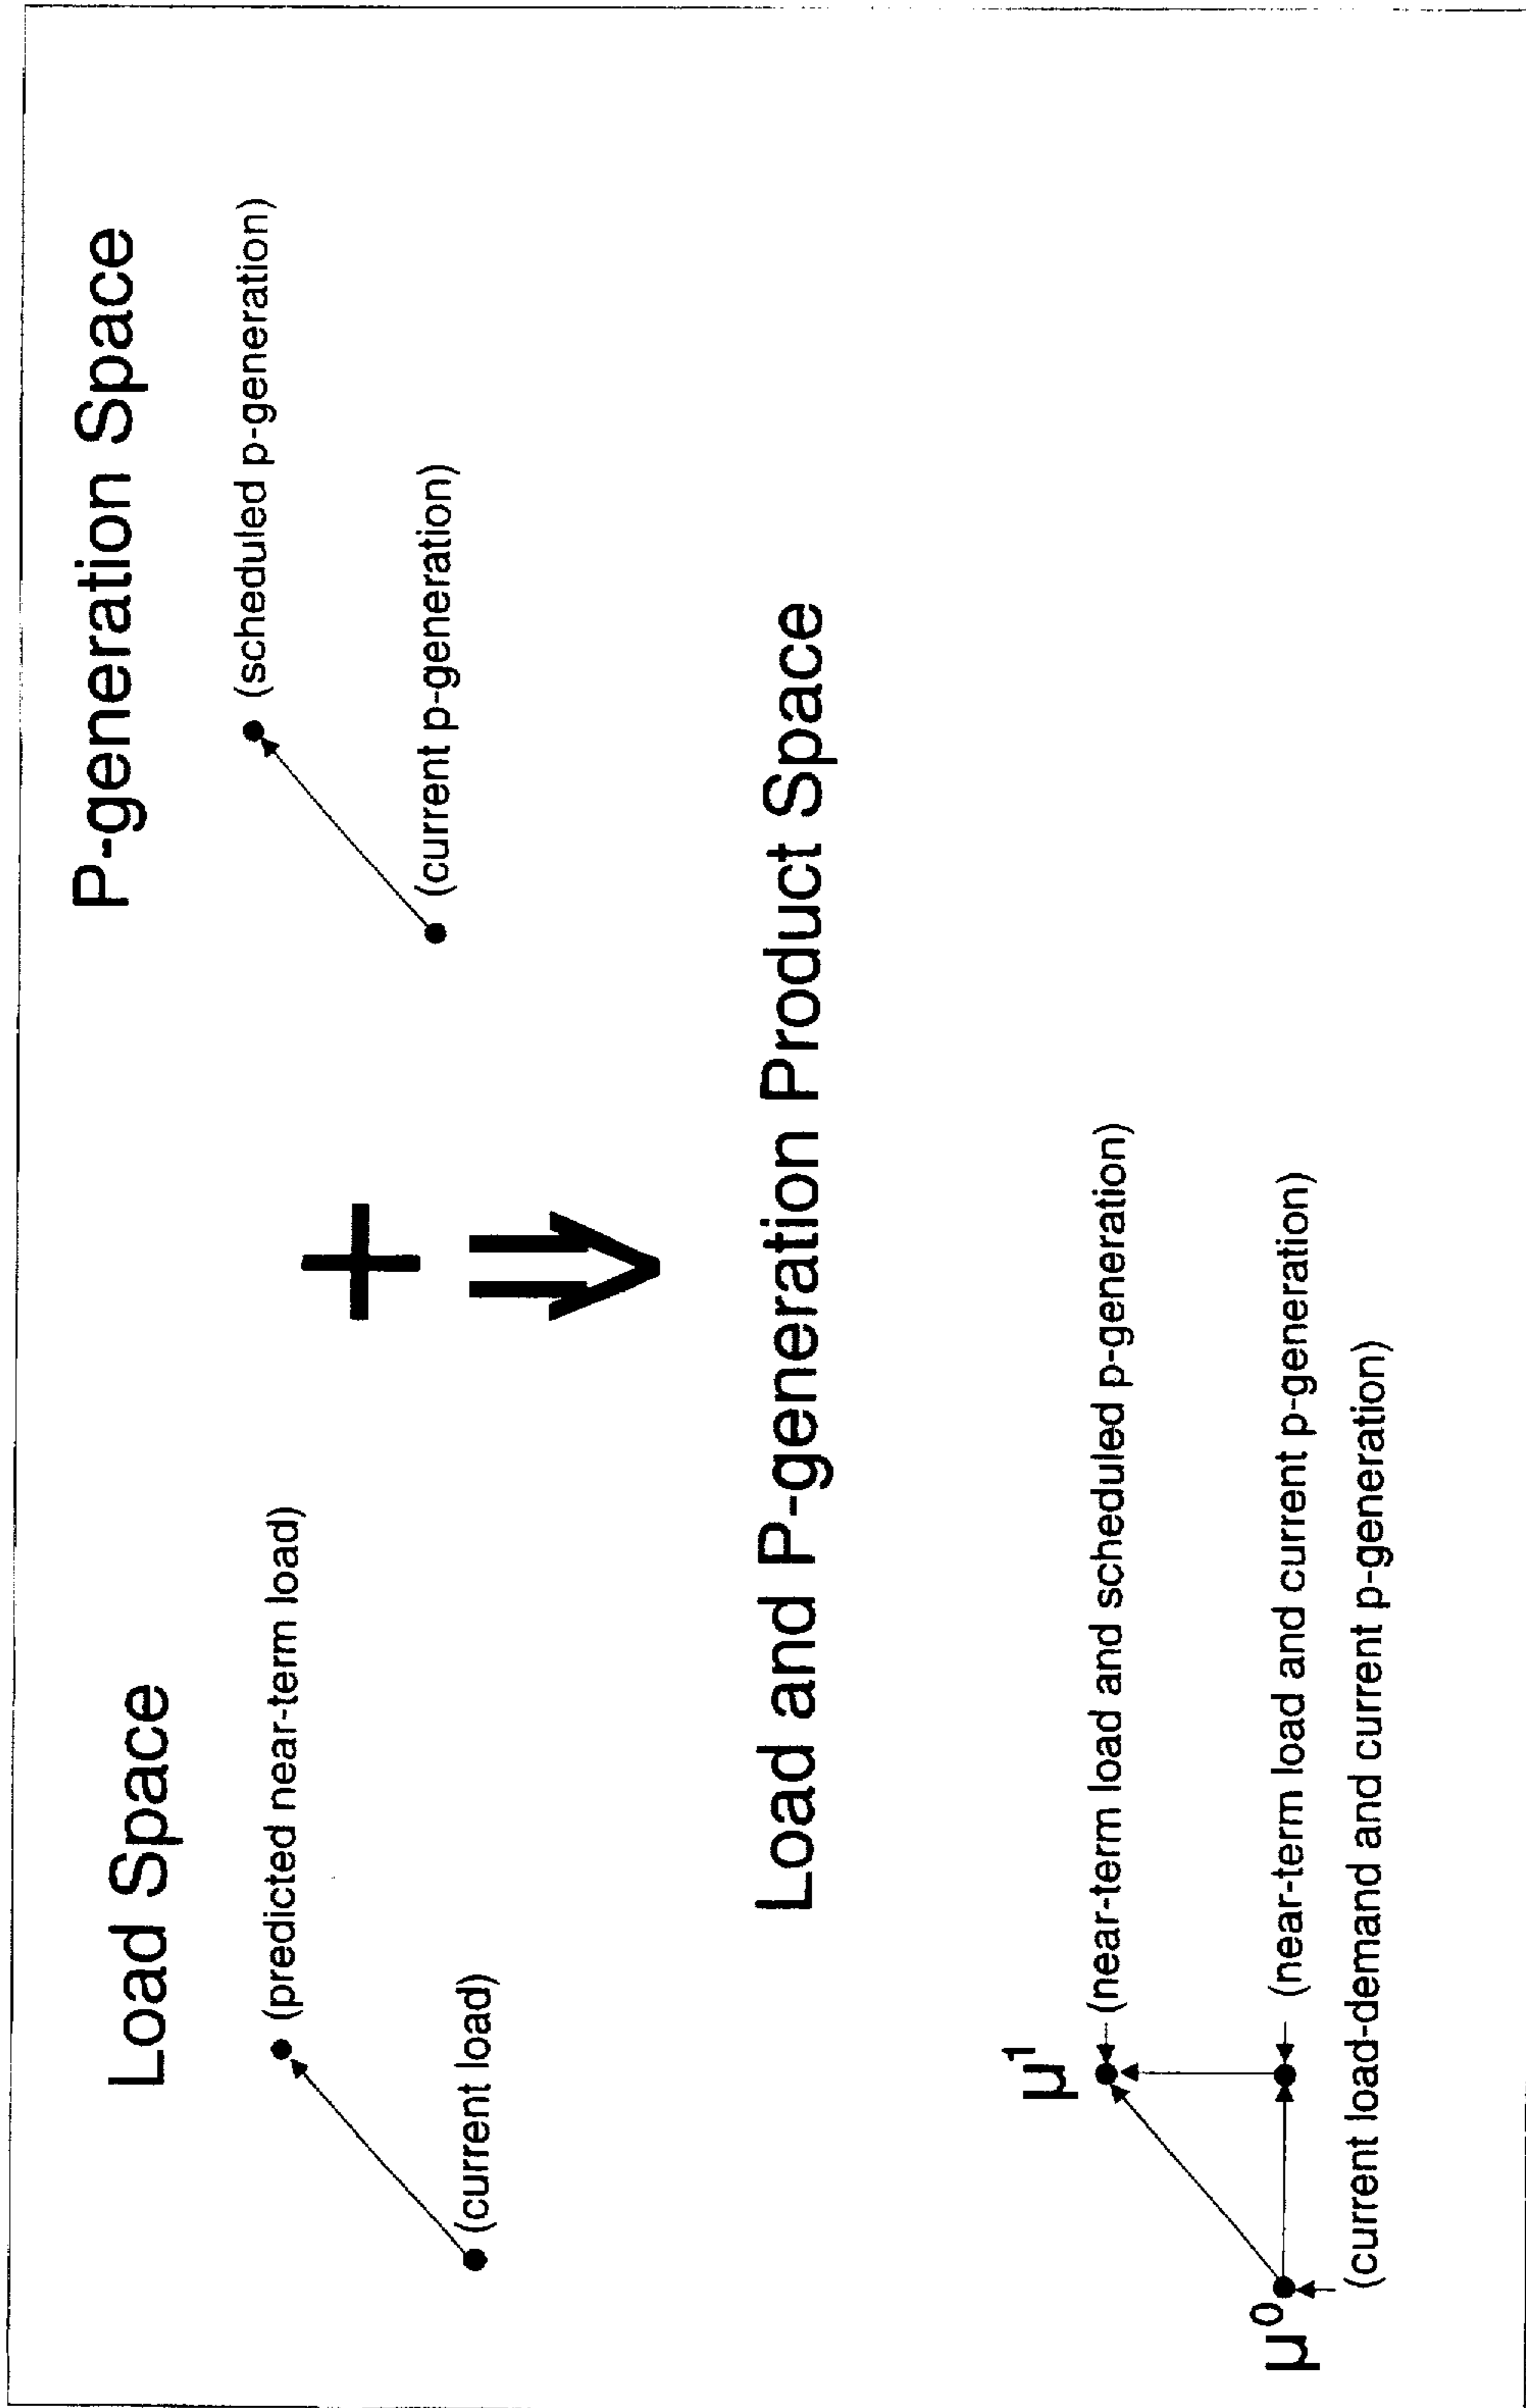 Load Space
P-generation Space
(predicted near-term load)
(scheduled p-generation)
(current load)
(current p-generation)
+
Load and P-generation Product Space
µ¹
(near-term load and scheduled p-generation)
µ⁰
(near-term load and current p-generation)
(current load-demand and current p-generation)